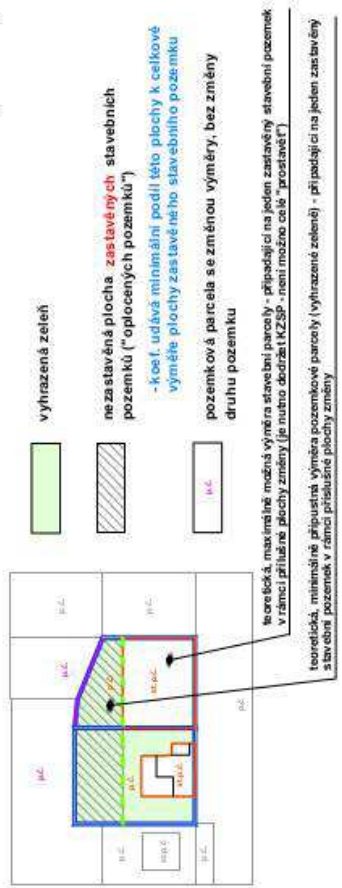 vyhrazená zeleň
nezastavěná plocha zastavěných stavebních
pozemků ("oplocených pozemků")
- koef. udává minimální podíl této plochy k celkové
výměře plochy zastavěného stavebního pozemku
p.č.
pozemková parcela se změnou výměry, bez změny
druhu pozemku
p.č.
p.č.
p.č.
p.č.
p.č.
p.č.
st.p.č.
st.p.č.
p.č.
p.č.
st.p.č.
p.č.
p.č.
teoretická, maximálně možná výměra stavební parcely - připadající na jeden zastavěný stavební pozemek
v rámci příslušné plochy změny (je nutno dodržet KZSP - není možno celé "prostavět")
teoretická, minimálně přípustná výměra pozemkové parcely (vyhrazené zeleně) - připadající na jeden zastavěný
stavební pozemek v rámci příslušné plochy změny